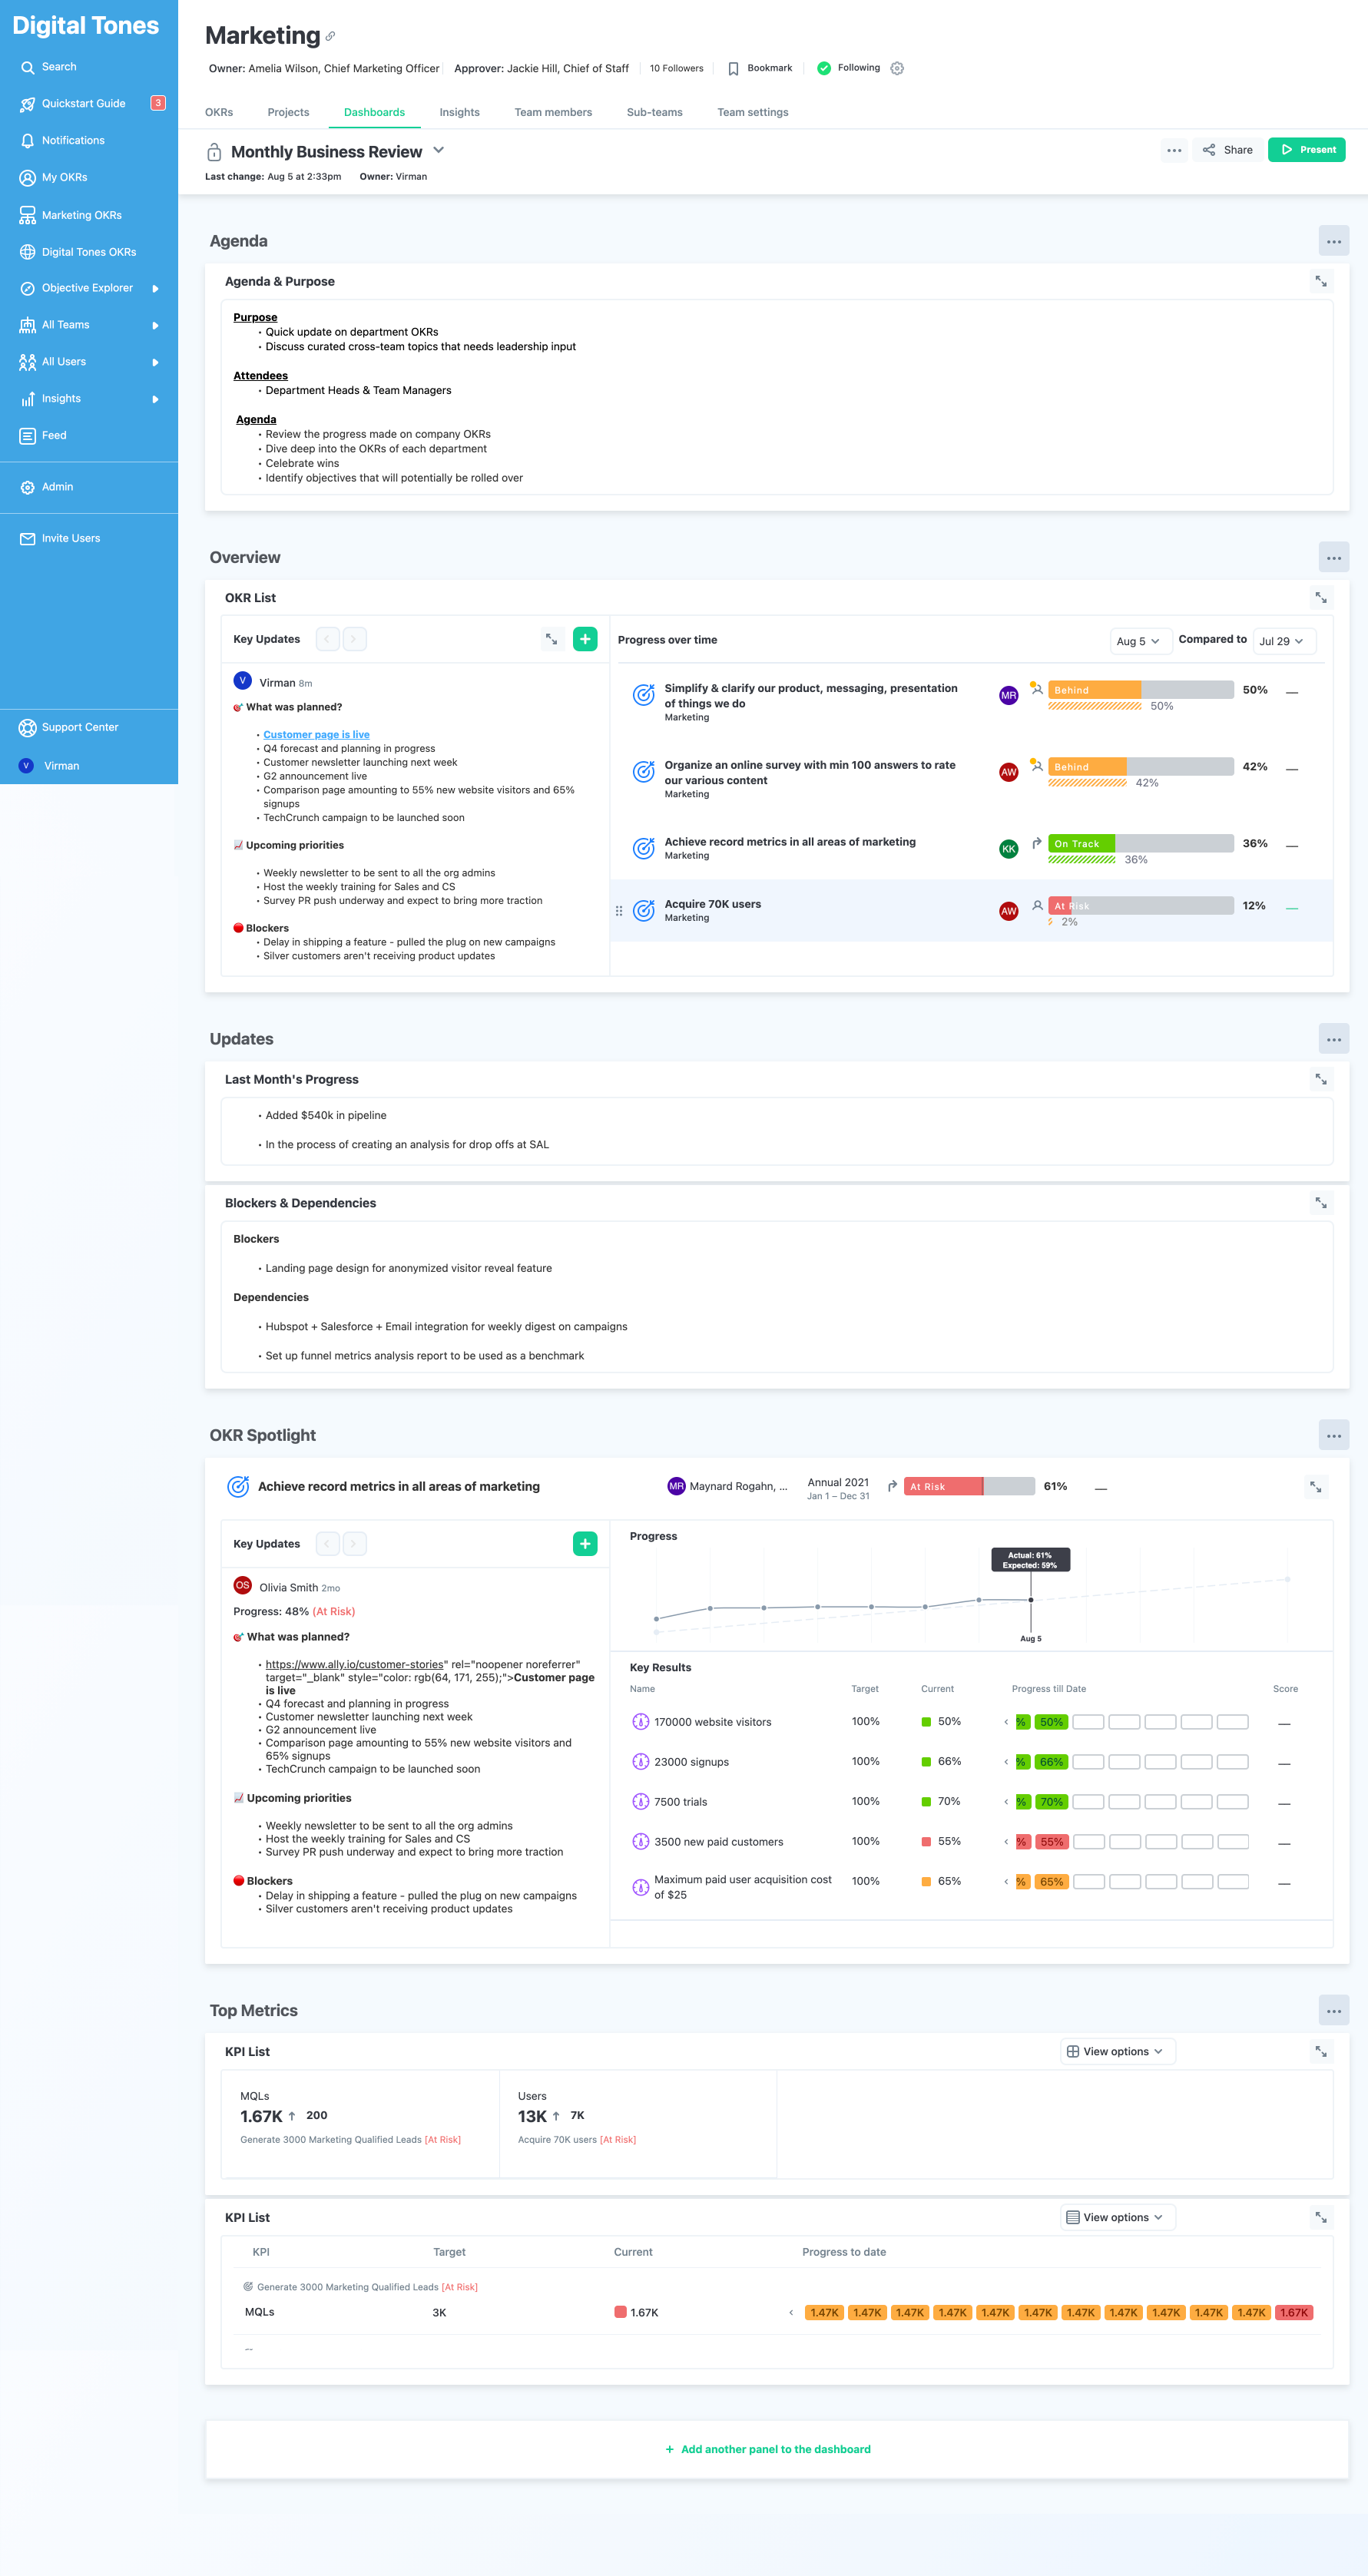 Digital Tones
Search
Quickstart Guide
3
Notifications
My OKRs
Marketing OKRs
Digital Tones OKRs
Objective Explorer
All Teams
All Users
Insights
Feed
Admin
Invite Users
Support Center
V
Virman
Marketing
Owner: Amelia Wilson, Chief Marketing Officer
Approver: Jackie Hill, Chief of Staff
10 Followers
Bookmark
Following
OKRs
Projects
Dashboards
Insights
Team members
Sub-teams
Team settings
Monthly Business Review
Share
Present
Last change: Aug 5 at 2:33pm
Owner: Virman
Agenda
Agenda & Purpose
Purpose
• Quick update on department OKRs
• Discuss curated cross-team topics that needs leadership input
Attendees
• Department Heads & Team Managers
Agenda
• Review the progress made on company OKRs
• Dive deep into the OKRs of each department
• Celebrate wins
• Identify objectives that will potentially be rolled over
Overview
OKR List
Key Updates
V
Virman 8m
🎯 What was planned?
• Customer page is live
• Q4 forecast and planning in progress
• Customer newsletter launching next week
• G2 announcement live
• Comparison page amounting to 55% new website visitors and 65%
signups
• TechCrunch campaign to be launched soon
📈 Upcoming priorities
• Weekly newsletter to be sent to all the org admins
• Host the weekly training for Sales and CS
• Survey PR push underway and expect to bring more traction
🔴 Blockers
• Delay in shipping a feature - pulled the plug on new campaigns
• Silver customers aren't receiving product updates
Progress over time
Aug 5
Compared to
Jul 29
Simplify & clarify our product, messaging, presentation
of things we do
Marketing
MR
Behind
50%
50%
—
Organize an online survey with min 100 answers to rate
our various content
Marketing
AW
Behind
42%
42%
—
Achieve record metrics in all areas of marketing
Marketing
KK
On Track
36%
36%
—
Acquire 70K users
Marketing
AW
At Risk
12%
2%
—
Updates
Last Month's Progress
• Added $540k in pipeline
• In the process of creating an analysis for drop offs at SAL
Blockers & Dependencies
Blockers
• Landing page design for anonymized visitor reveal feature
Dependencies
• Hubspot + Salesforce + Email integration for weekly digest on campaigns
• Set up funnel metrics analysis report to be used as a benchmark
OKR Spotlight
Achieve record metrics in all areas of marketing
MR
Maynard Rogahn, ...
Annual 2021
Jan 1 – Dec 31
At Risk
61%
—
Key Updates
OS
Olivia Smith 2mo
Progress: 48% (At Risk)
🎯 What was planned?
• https://www.ally.io/customer-stories" rel="noopener noreferrer"
target="_blank" style="color: rgb(64, 171, 255);">Customer page
is live
• Q4 forecast and planning in progress
• Customer newsletter launching next week
• G2 announcement live
• Comparison page amounting to 55% new website visitors and
65% signups
• TechCrunch campaign to be launched soon
📈 Upcoming priorities
• Weekly newsletter to be sent to all the org admins
• Host the weekly training for Sales and CS
• Survey PR push underway and expect to bring more traction
🔴 Blockers
• Delay in shipping a feature - pulled the plug on new campaigns
• Silver customers aren't receiving product updates
Progress
Actual: 61%
Expected: 59%
Aug 5
Key Results
Name
Target
Current
Progress till Date
Score
170000 website visitors
100%
50%
% 50%
—
23000 signups
100%
66%
% 66%
—
7500 trials
100%
70%
% 70%
—
3500 new paid customers
100%
55%
% 55%
—
Maximum paid user acquisition cost
of $25
100%
65%
% 65%
—
Top Metrics
KPI List
View options
MQLs
1.67K ↑ 200
Generate 3000 Marketing Qualified Leads [At Risk]
Users
13K ↑ 7K
Acquire 70K users [At Risk]
KPI List
View options
KPI
Target
Current
Progress to date
Generate 3000 Marketing Qualified Leads [At Risk]
MQLs
3K
1.67K
1.47K 1.47K 1.47K 1.47K 1.47K 1.47K 1.47K 1.47K 1.47K 1.47K 1.47K 1.67K
+ Add another panel to the dashboard